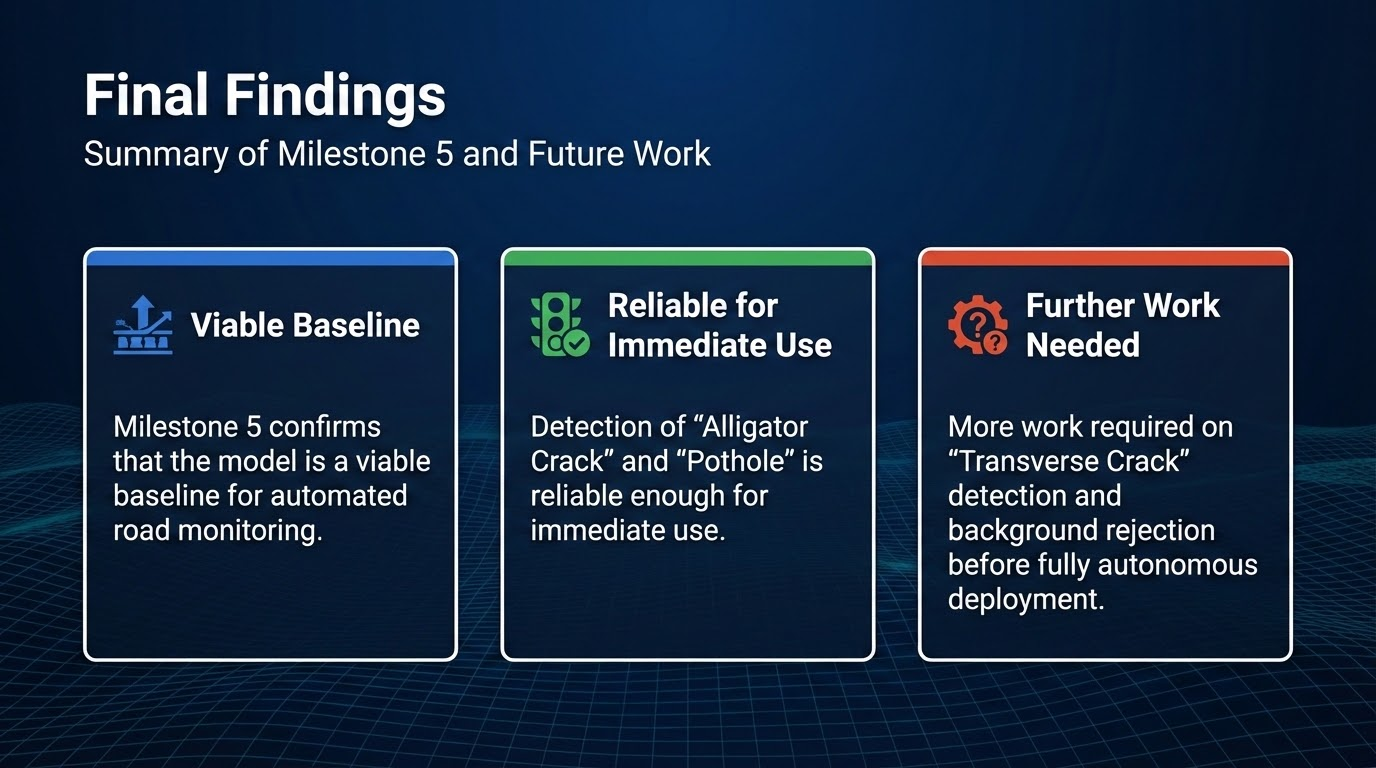 Final Findings
Summary of Milestone 5 and Future Work
Viable Baseline
Milestone 5 confirms
that the model is a viable
baseline for automated
road monitoring.
Reliable for
Immediate Use
Detection of “Alligator
Crack” and “Pothole” is
reliable enough for
immediate use.
Further Work
Needed
More work required on
“Transverse Crack”
detection and
background rejection
before fully autonomous
deployment.